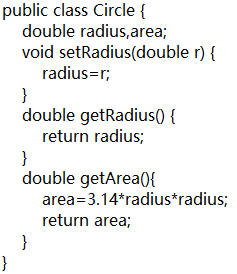 public class Circle {
    double radius,area;
    void setRadius(double r) {
        radius=r;
    }
    double getRadius() {
        return radius;
    }
    double getArea(){
        area=3.14*radius*radius;
        return area;
    }
}